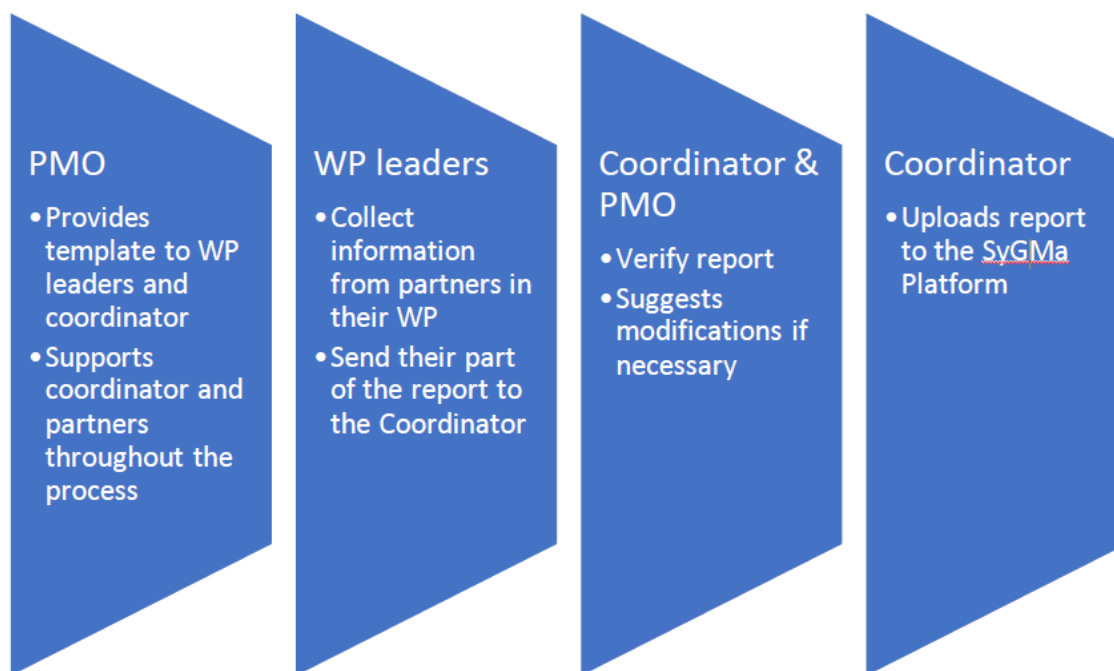 PMO
•Provides
template to WP
leaders and
coordinator
•Supports
coordinator and
partners
throughout the
process
WP leaders
•Collect
information
from partners in
their WP
•Send their part
of the report to
the Coordinator
Coordinator &
PMO
•Verify report
•Suggests
modifications if
necessary
Coordinator
•Uploads report
to the SyGMa
Platform